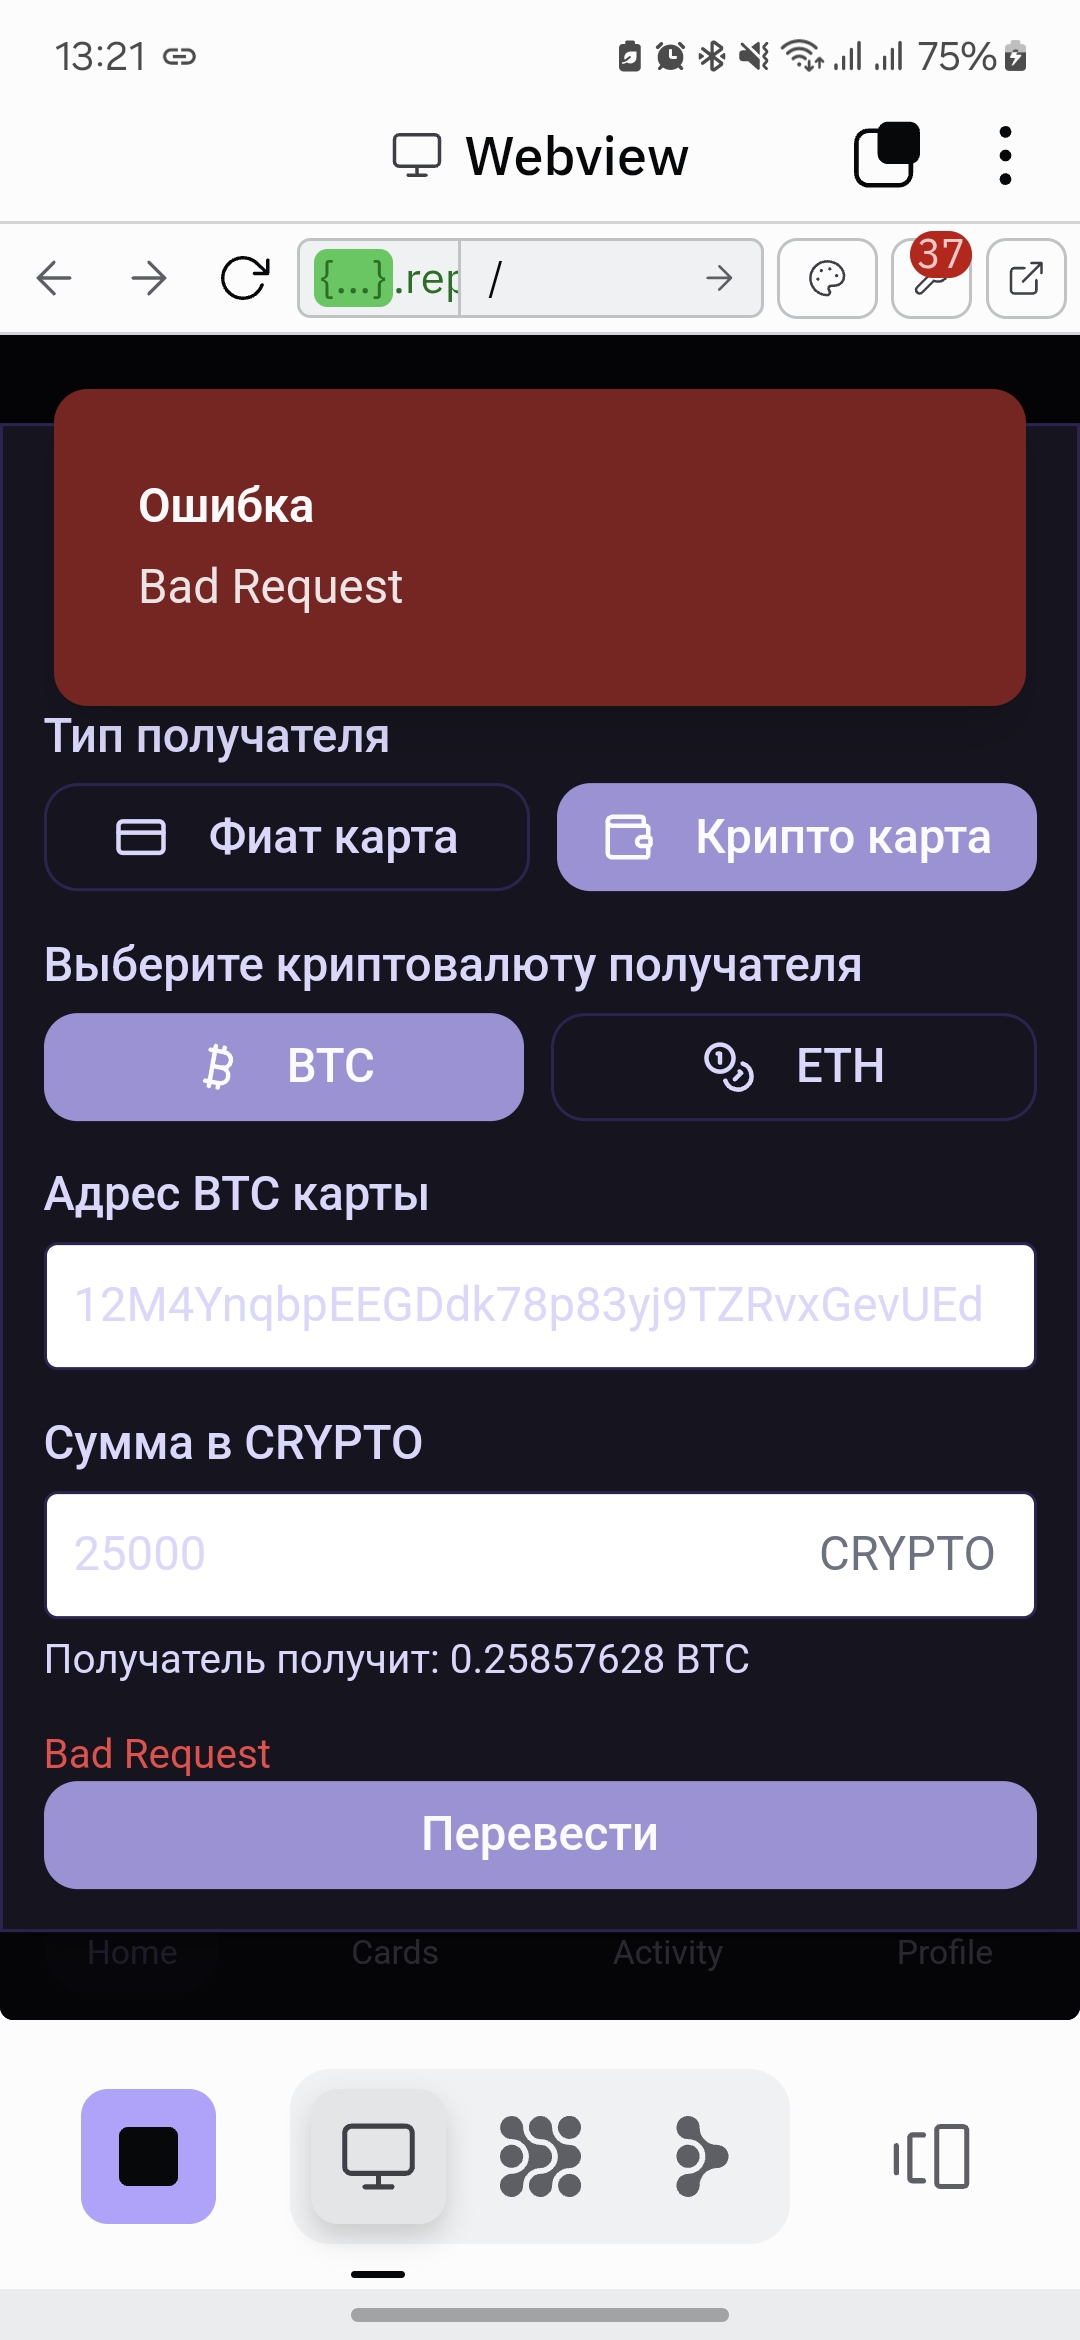 13:21
75%
Webview
{...}.rep
/
37
Ошибка
Bad Request
Тип получателя
Фиат карта
Крипто карта
Выберите криптовалюту получателя
BTC
ETH
Адрес BTC карты
12M4YnqbpEEGDdk78p83yj9TZRvxGevUEd
Сумма в CRYPTO
25000
CRYPTO
Получатель получит: 0.25857628 BTC
Bad Request
Перевести
Home
Cards
Activity
Profile